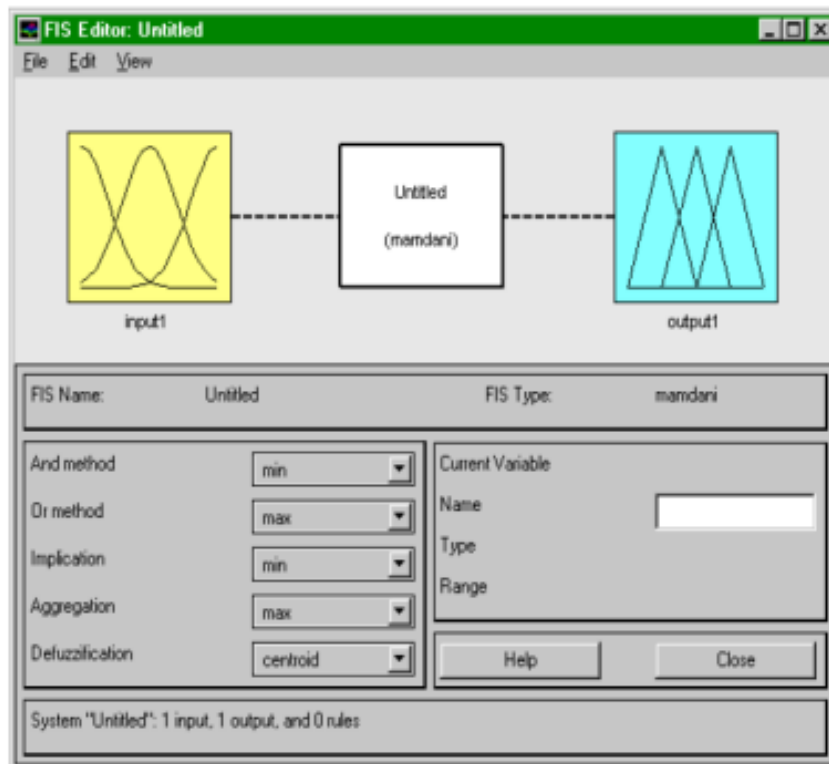 FIS Editor: Untitled
File Edit View
Untitled
(mamdani)
input1
output1
FIS Name: Untitled FIS Type: mamdani
And method min
Or method max
Implication min
Aggregation max
Defuzzification centroid
Current Variable
Name
Type
Range
Help Close
System "Untitled": 1 input, 1 output, and 0 rules